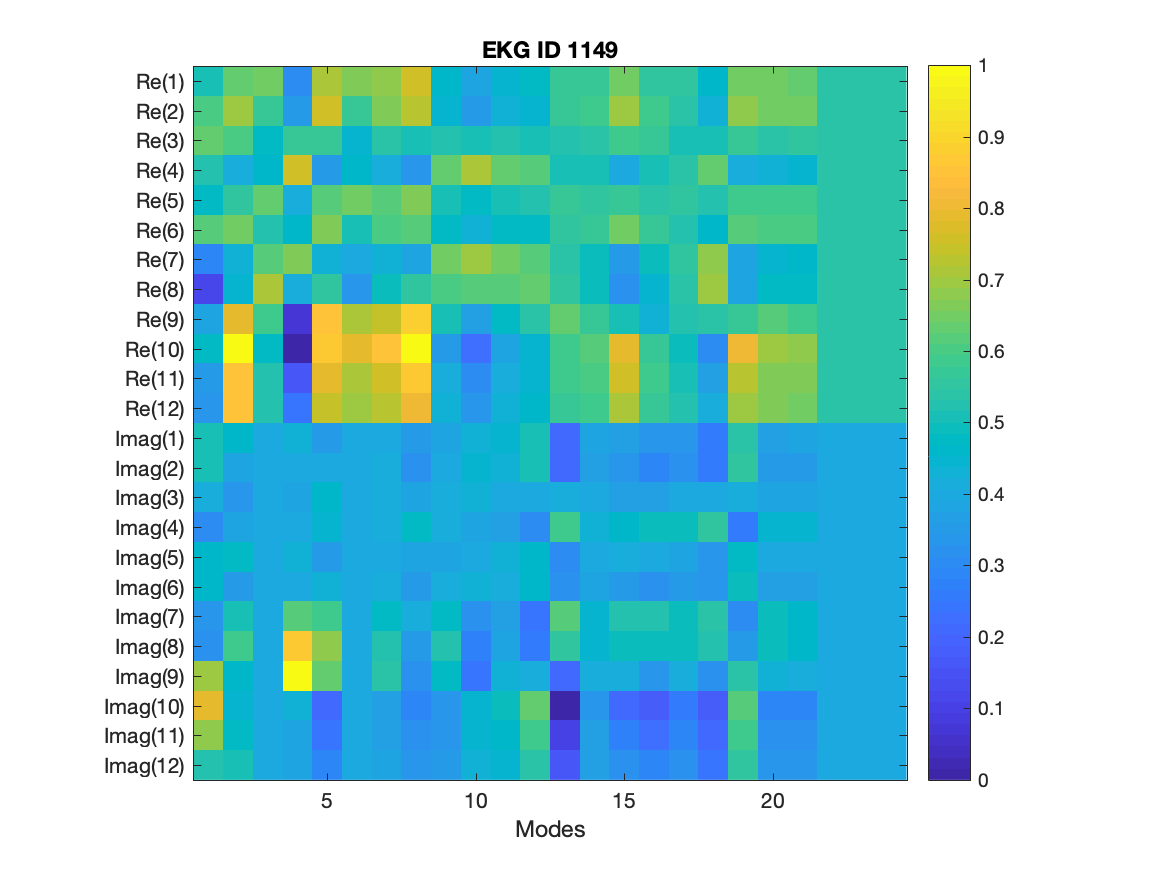 EKG ID 1149
Re(1)
Re(2)
Re(3)
Re(4)
Re(5)
Re(6)
Re(7)
Re(8)
Re(9)
Re(10)
Re(11)
Re(12)
Imag(1)
Imag(2)
Imag(3)
Imag(4)
Imag(5)
Imag(6)
Imag(7)
Imag(8)
Imag(9)
Imag(10)
Imag(11)
Imag(12)
5 10 15 20
Modes
1
0.9
0.8
0.7
0.6
0.5
0.4
0.3
0.2
0.1
0